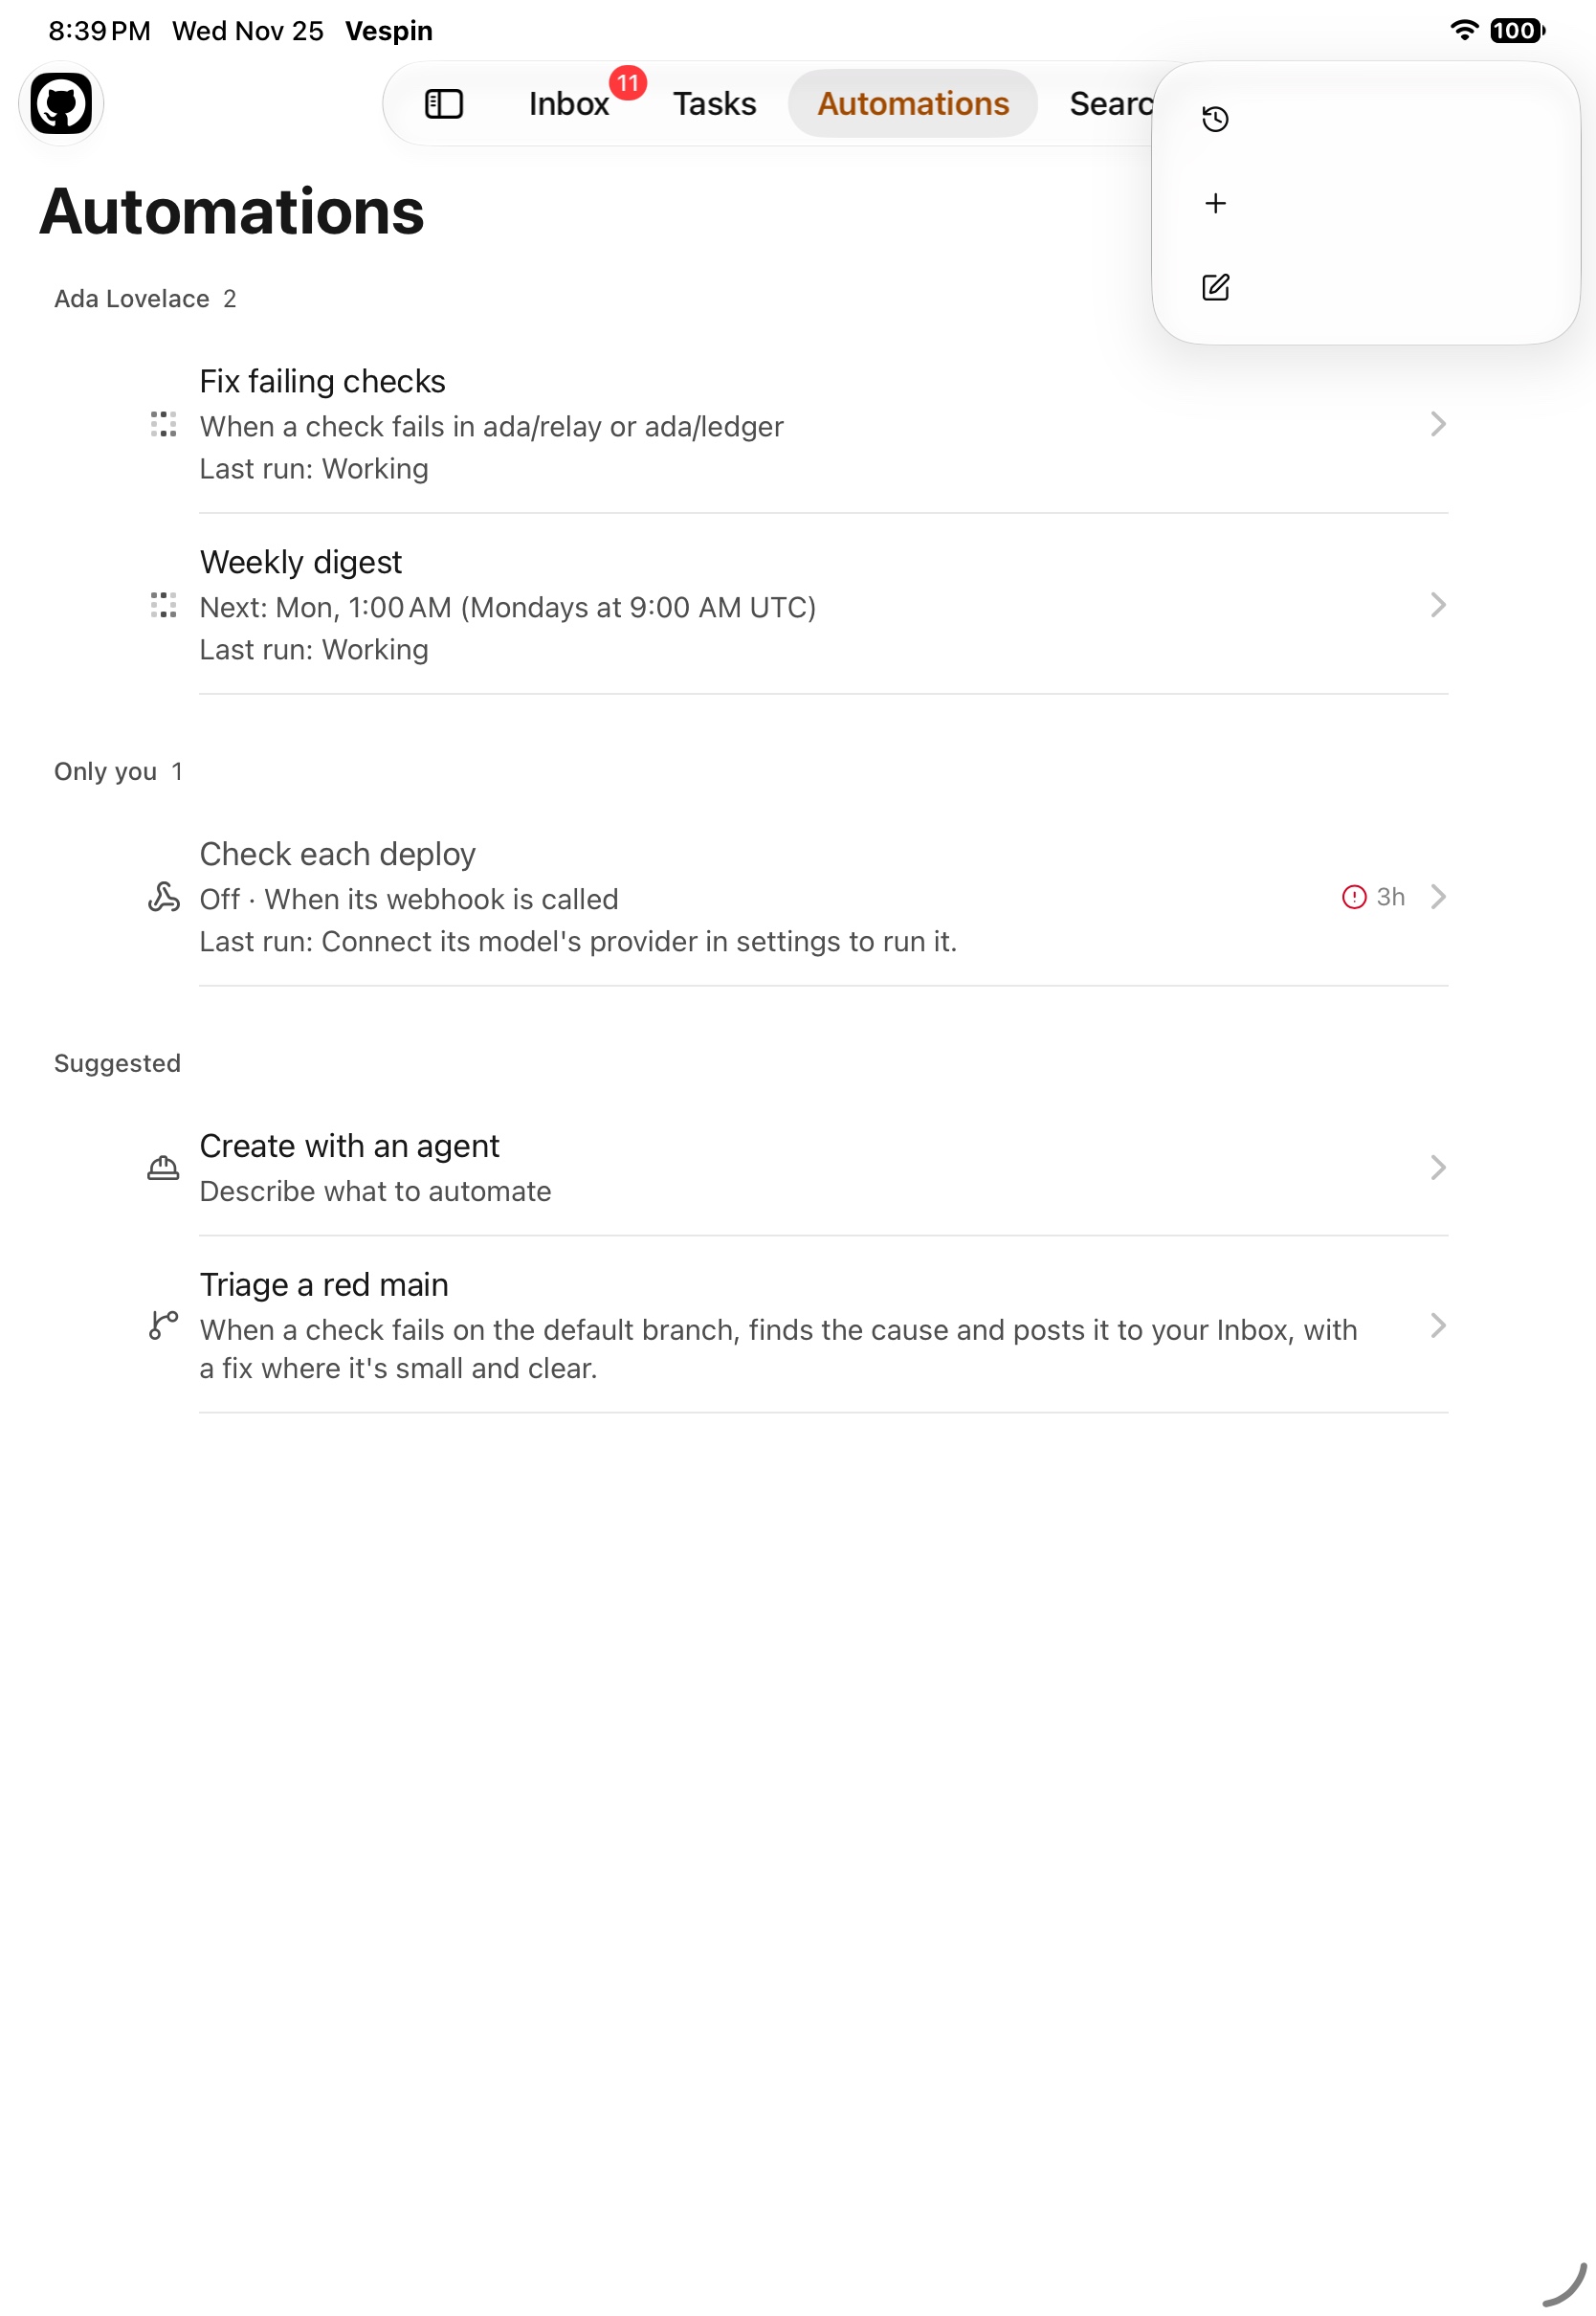 8:39 PM Wed Nov 25 Vespin
100
Inbox 11 Tasks Automations Searc
Automations
Ada Lovelace 2
Fix failing checks
When a check fails in ada/relay or ada/ledger
Last run: Working
Weekly digest
Next: Mon, 1:00 AM (Mondays at 9:00 AM UTC)
Last run: Working
Only you 1
Check each deploy
Off · When its webhook is called
3h
Last run: Connect its model's provider in settings to run it.
Suggested
Create with an agent
Describe what to automate
Triage a red main
When a check fails on the default branch, finds the cause and posts it to your Inbox, with
a fix where it's small and clear.